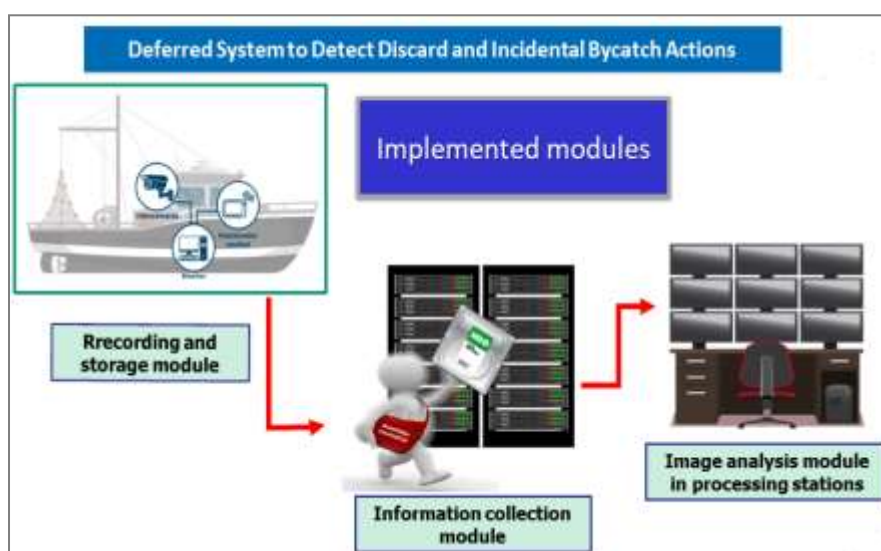 Deferred System to Detect Discard and Incidental Bycatch Actions
Implemented modules
Rrecording and
storage module
Information collection
module
Image analysis module
in processing stations